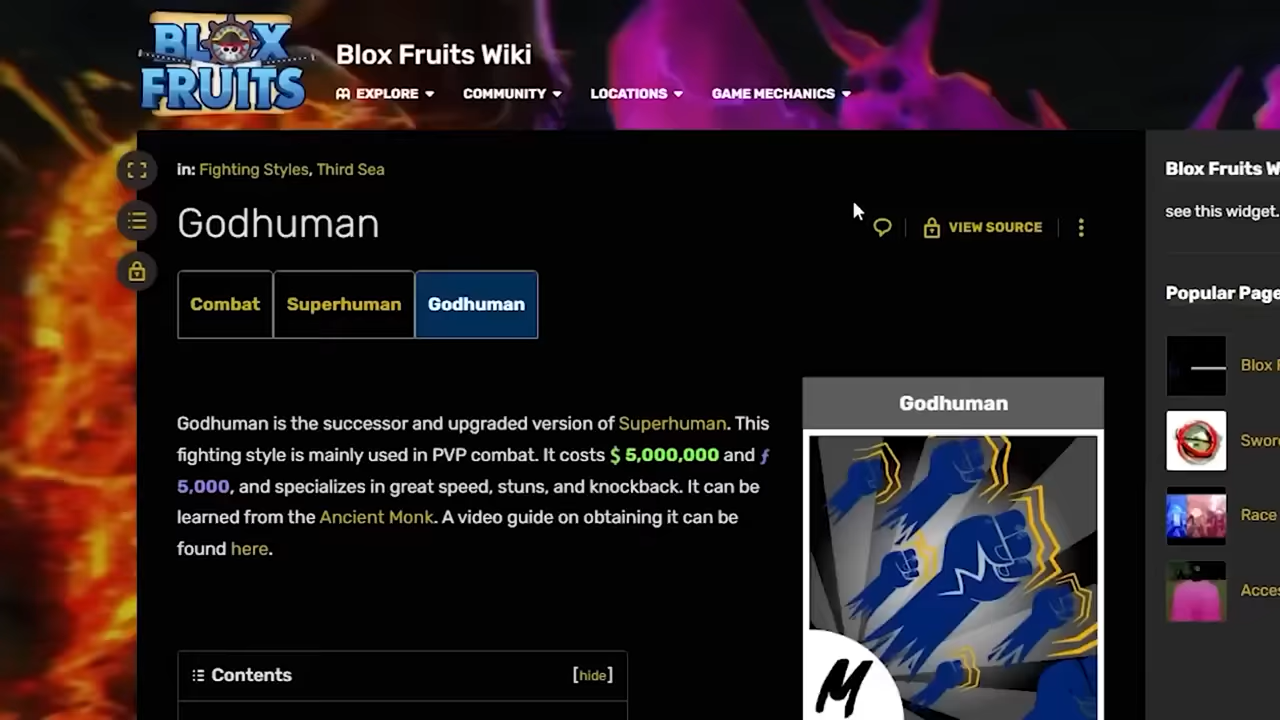 BLOX
FRUITS
Blox Fruits Wiki
EXPLORE
COMMUNITY
LOCATIONS
GAME MECHANICS
in: Fighting Styles, Third Sea
Godhuman
VIEW SOURCE
Combat
Superhuman
Godhuman
Godhuman is the successor and upgraded version of Superhuman. This
fighting style is mainly used in PVP combat. It costs $ 5,000,000 and ƒ
5,000, and specializes in great speed, stuns, and knockback. It can be
learned from the Ancient Monk. A video guide on obtaining it can be
found here.
Contents
[hide]
Godhuman
M
Blox Fruits W
see this widget.
Popular Page
Blox F
Swor
Race
Acces